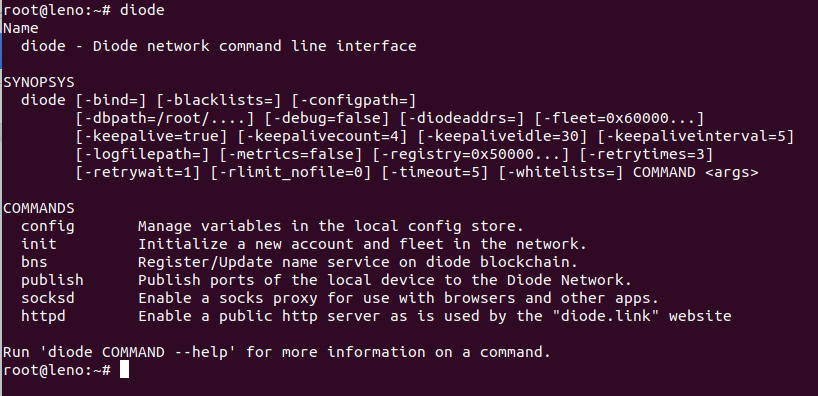 root@leno:~# diode
Name
  diode - Diode network command line interface

SYNOPSYS
  diode [-bind=] [-blacklists=] [-configpath=]
        [-dbpath=/root/....] [-debug=false] [-diodeaddrs=] [-fleet=0x60000...]
        [-keepalive=true] [-keepalivecount=4] [-keepaliveidle=30] [-keepaliveinterval=5]
        [-logfilepath=] [-metrics=false] [-registry=0x50000...] [-retrytimes=3]
        [-retrywait=1] [-rlimit_nofile=0] [-timeout=5] [-whitelists=] COMMAND <args>

COMMANDS
  config       Manage variables in the local config store.
  init         Initialize a new account and fleet in the network.
  bns          Register/Update name service on diode blockchain.
  publish      Publish ports of the local device to the Diode Network.
  socksd       Enable a socks proxy for use with browsers and other apps.
  httpd        Enable a public http server as is used by the "diode.link" website

Run 'diode COMMAND --help' for more information on a command.
root@leno:~#